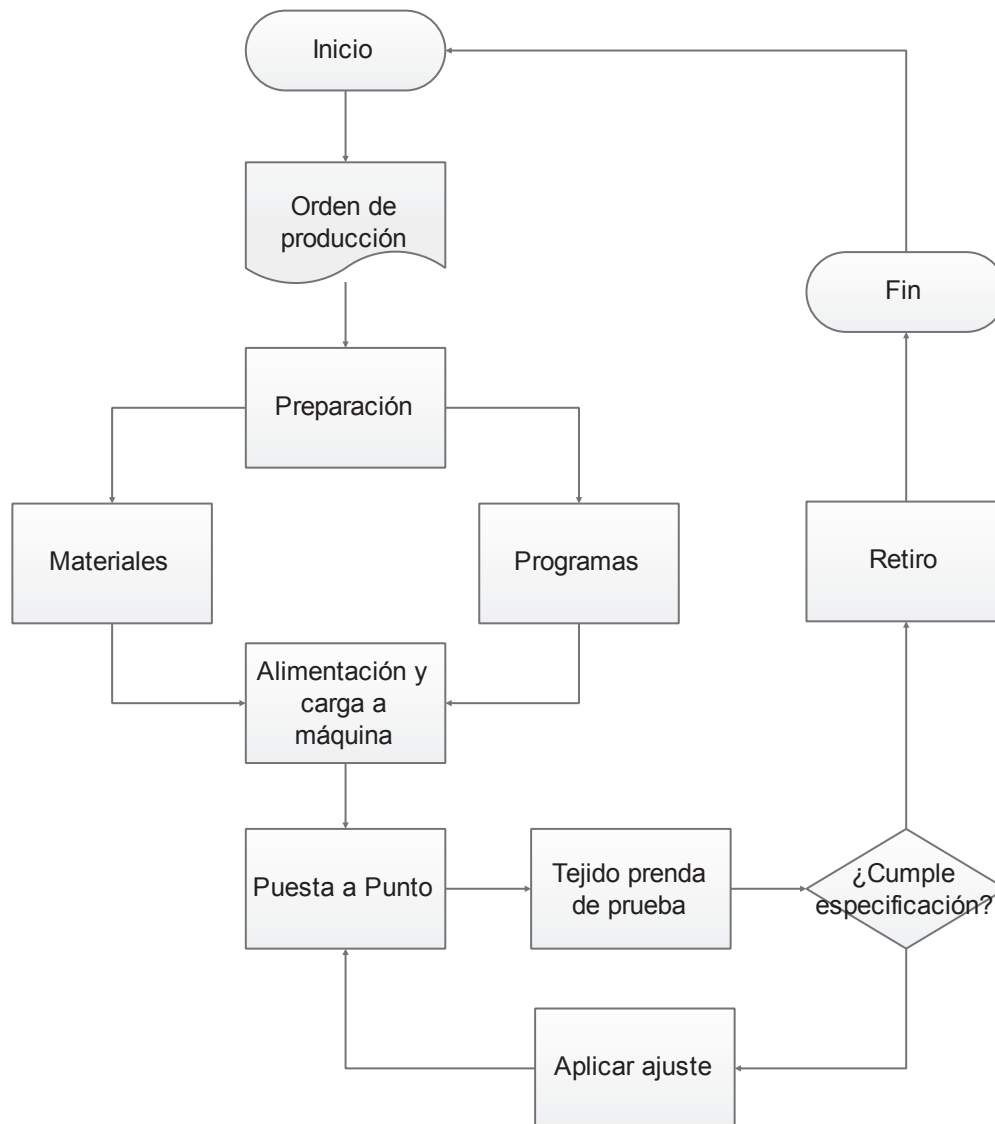 Inicio
Orden de
producción
Fin
Preparación
Materiales
Programas
Retiro
Alimentación y
carga a
máquina
Puesta a Punto
Tejido prenda
de prueba
¿Cumple
especificación?
Aplicar ajuste